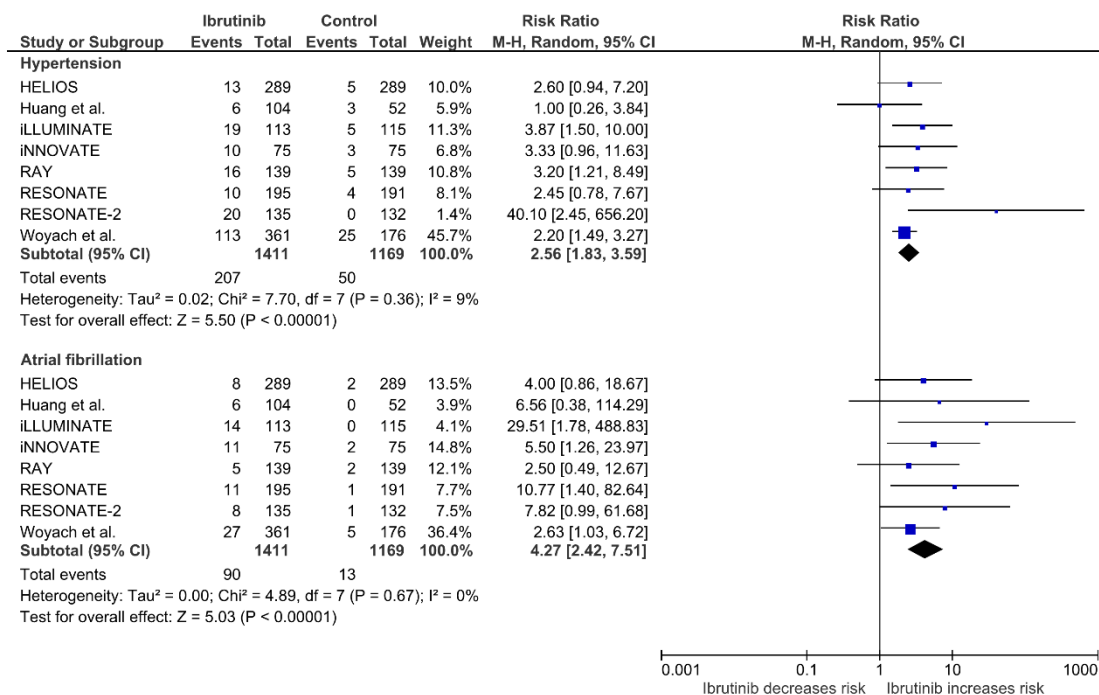 Ibrutinib Control Risk Ratio Risk Ratio
Study or Subgroup Events Total Events Total Weight M-H, Random, 95% CI M-H, Random, 95% CI
Hypertension
HELIOS 13 289 5 289 10.0% 2.60 [0.94, 7.20]
Huang et al. 6 104 3 52 5.9% 1.00 [0.26, 3.84]
iLLUMINATE 19 113 5 115 11.3% 3.87 [1.50, 10.00]
iNNOVATE 10 75 3 75 6.8% 3.33 [0.96, 11.63]
RAY 16 139 5 139 10.8% 3.20 [1.21, 8.49]
RESONATE 10 195 4 191 8.1% 2.45 [0.78, 7.67]
RESONATE-2 20 135 0 132 1.4% 40.10 [2.45, 656.20]
Woyach et al. 113 361 25 176 45.7% 2.20 [1.49, 3.27]
Subtotal (95% CI) 1411 1169 100.0% 2.56 [1.83, 3.59]
Total events 207 50
Heterogeneity: Tau² = 0.02; Chi² = 7.70, df = 7 (P = 0.36); I² = 9%
Test for overall effect: Z = 5.50 (P < 0.00001)
Atrial fibrillation
HELIOS 8 289 2 289 13.5% 4.00 [0.86, 18.67]
Huang et al. 6 104 0 52 3.9% 6.56 [0.38, 114.29]
iLLUMINATE 14 113 0 115 4.1% 29.51 [1.78, 488.83]
iNNOVATE 11 75 2 75 14.8% 5.50 [1.26, 23.97]
RAY 5 139 2 139 12.1% 2.50 [0.49, 12.67]
RESONATE 11 195 1 191 7.7% 10.77 [1.40, 82.64]
RESONATE-2 8 135 1 132 7.5% 7.82 [0.99, 61.68]
Woyach et al. 27 361 5 176 36.4% 2.63 [1.03, 6.72]
Subtotal (95% CI) 1411 1169 100.0% 4.27 [2.42, 7.51]
Total events 90 13
Heterogeneity: Tau² = 0.00; Chi² = 4.89, df = 7 (P = 0.67); I² = 0%
Test for overall effect: Z = 5.03 (P < 0.00001)
0.001 0.1 1 10 1000
Ibrutinib decreases risk Ibrutinib increases risk